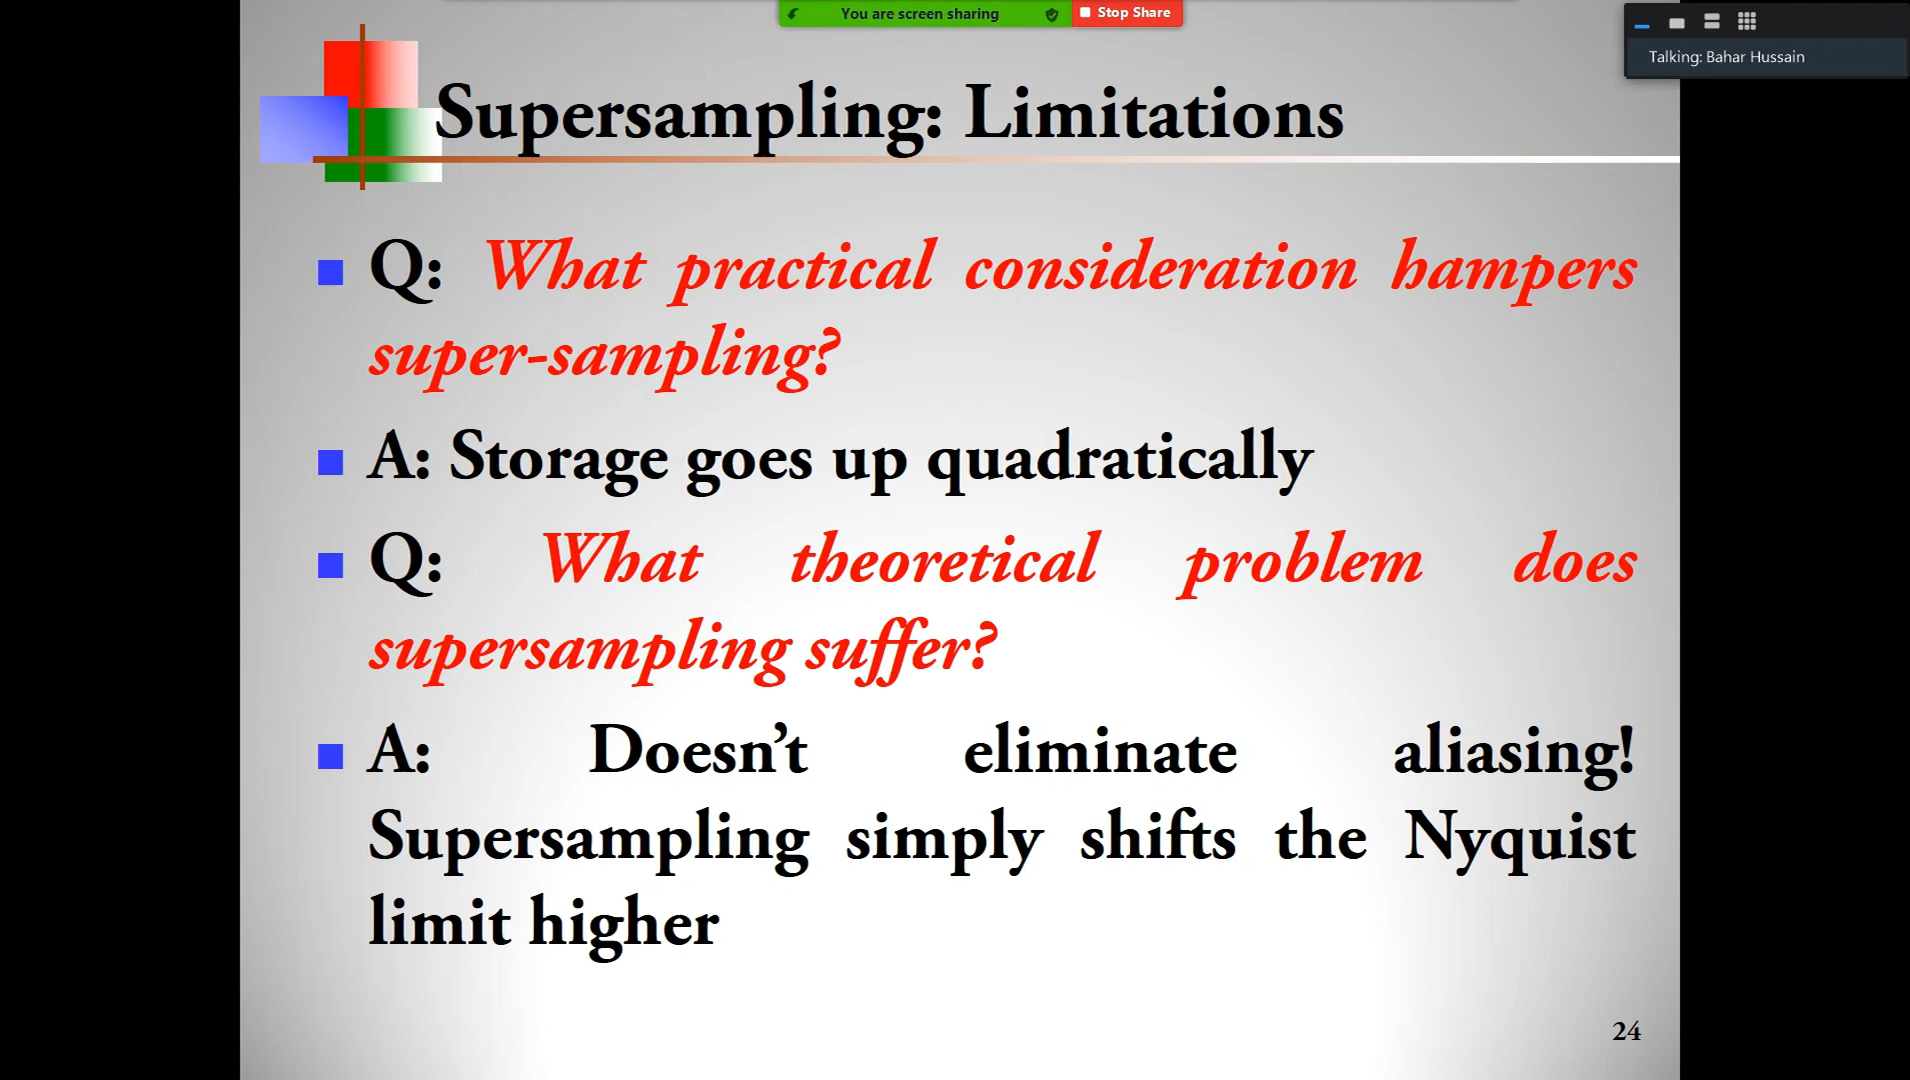 You are screen sharing
Stop Share
Talking: Bahar Hussain
Supersampling: Limitations
Q: What practical consideration hampers
super-sampling?
A: Storage goes up quadratically
Q: What theoretical problem does
supersampling suffer?
A: Doesn’t eliminate aliasing!
Supersampling simply shifts the Nyquist
limit higher
24